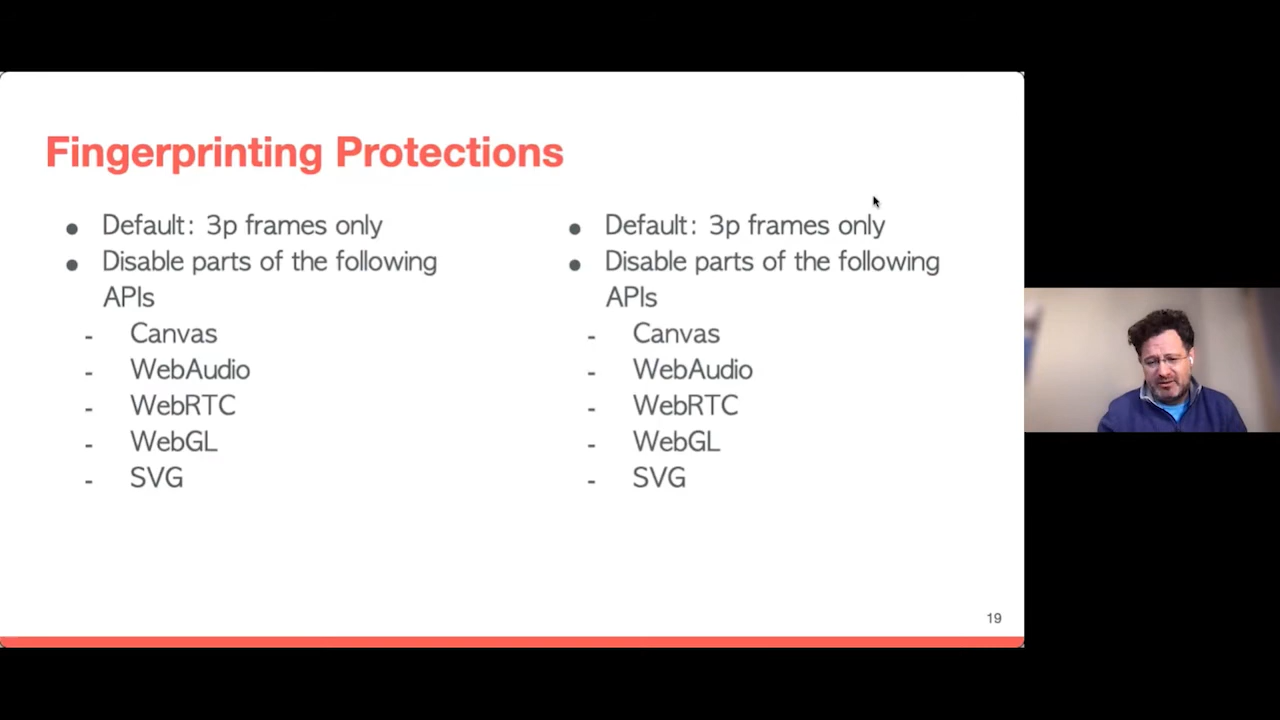 Fingerprinting Protections
● Default: 3p frames only
● Disable parts of the following
APIs
- Canvas
- WebAudio
- WebRTC
- WebGL
- SVG
● Default: 3p frames only
● Disable parts of the following
APIs
- Canvas
- WebAudio
- WebRTC
- WebGL
- SVG
19